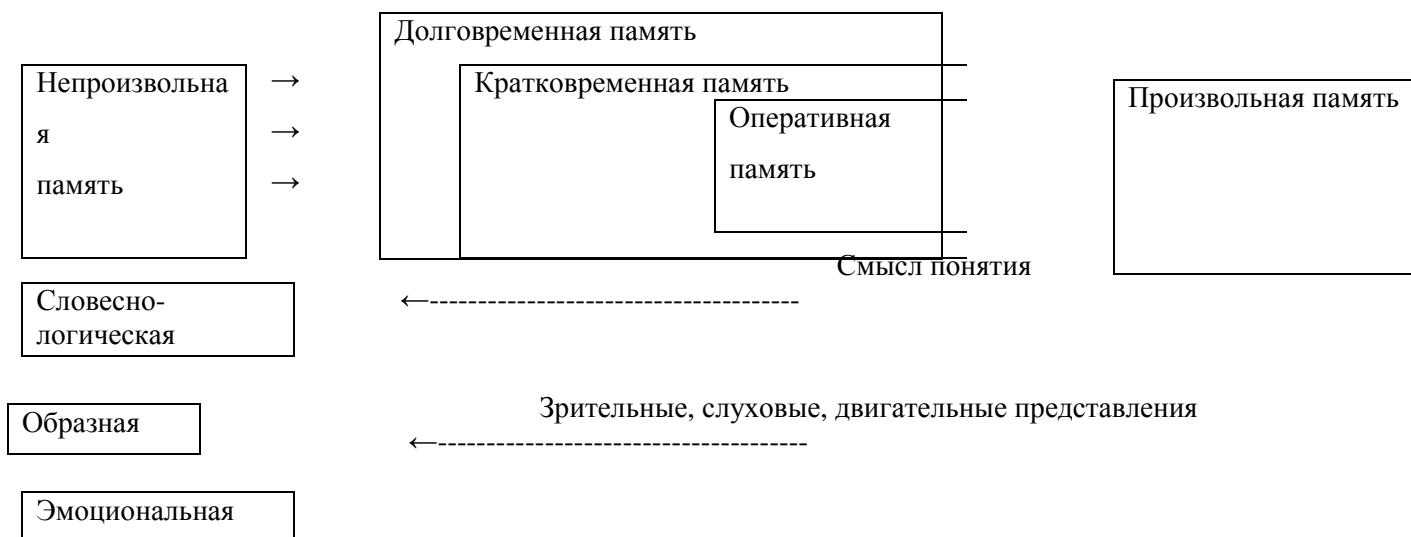 Долговременная память
Непроизвольна
я
память
→
→
→
Кратковременная память
Оперативная
память
Произвольная память
Смысл понятия
Словесно-
логическая
←--------------------------------------
Зрительные, слуховые, двигательные представления
Образная
←--------------------------------------
Эмоциональная